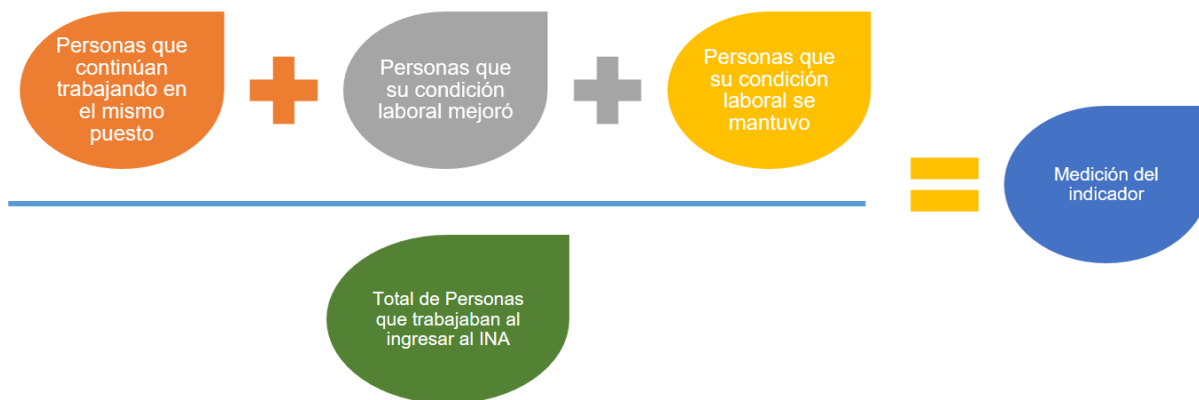 Personas que
continúan
trabajando en
el mismo
puesto
Personas que
su condición
laboral mejoró
Personas que
su condición
laboral se
mantuvo
Medición del
indicador
Total de Personas
que trabajaban al
ingresar al INA